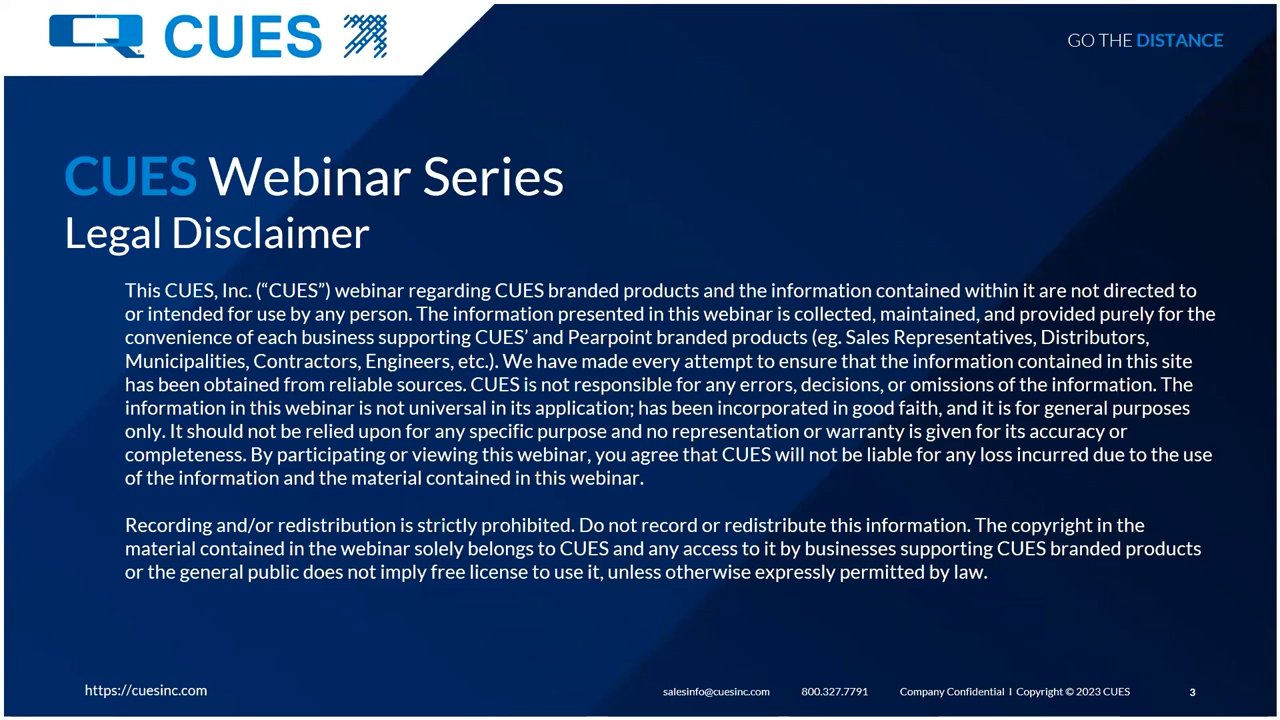 CUES
GO THE DISTANCE
CUES Webinar Series
Legal Disclaimer
This CUES, Inc. (“CUES”) webinar regarding CUES branded products and the information contained within it are not directed to
or intended for use by any person. The information presented in this webinar is collected, maintained, and provided purely for the
convenience of each business supporting CUES’ and Pearpoint branded products (eg. Sales Representatives, Distributors,
Municipalities, Contractors, Engineers, etc.). We have made every attempt to ensure that the information contained in this site
has been obtained from reliable sources. CUES is not responsible for any errors, decisions, or omissions of the information. The
information in this webinar is not universal in its application; has been incorporated in good faith, and it is for general purposes
only. It should not be relied upon for any specific purpose and no representation or warranty is given for its accuracy or
completeness. By participating or viewing this webinar, you agree that CUES will not be liable for any loss incurred due to the use
of the information and the material contained in this webinar.
Recording and/or redistribution is strictly prohibited. Do not record or redistribute this information. The copyright in the
material contained in the webinar solely belongs to CUES and any access to it by businesses supporting CUES branded products
or the general public does not imply free license to use it, unless otherwise expressly permitted by law.
https://cuesinc.com
salesinfo@cuesinc.com 800.327.7791 Company Confidential I Copyright © 2023 CUES 3